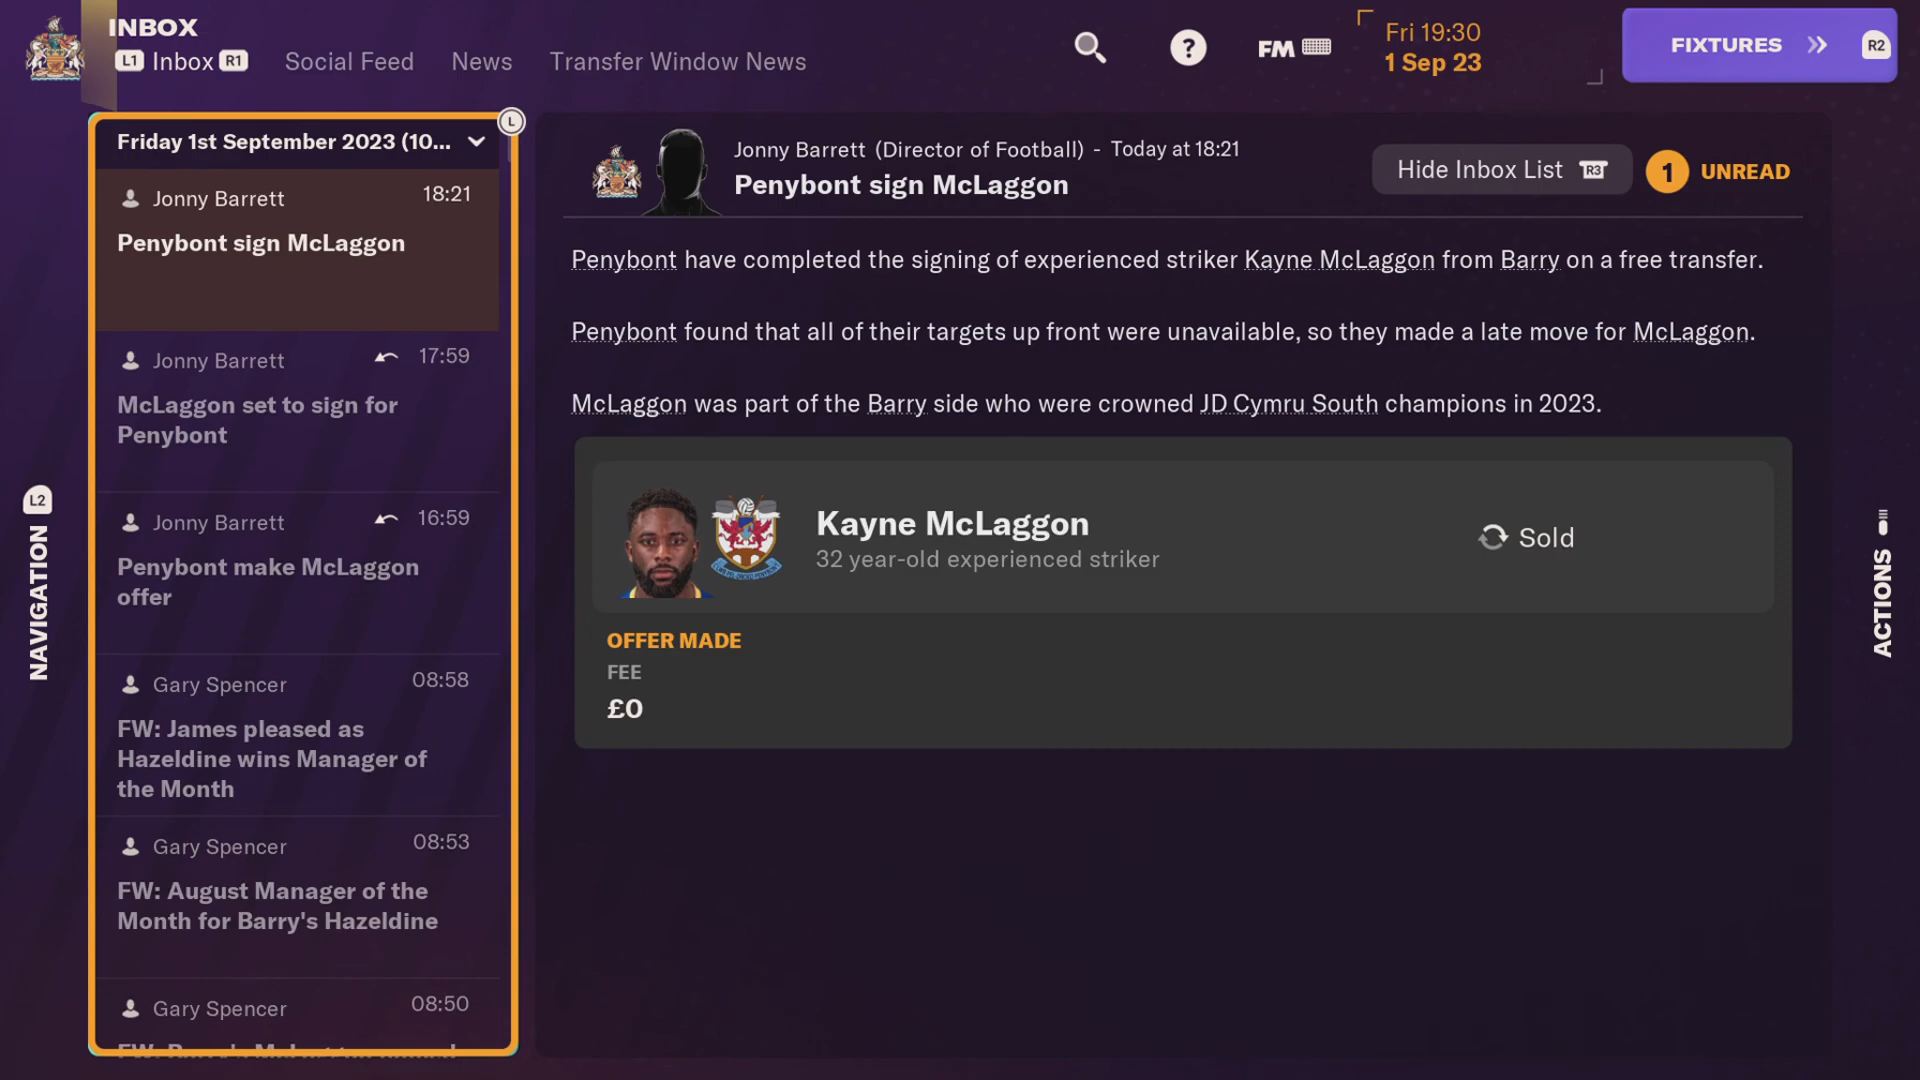 INBOX
L1 Inbox R1 Social Feed News Transfer Window News
? FM Fri 19:30
1 Sep 23
FIXTURES R2
L
Friday 1st September 2023 (10...
Jonny Barrett 18:21
Penybont sign McLaggon
Jonny Barrett 17:59
McLaggon set to sign for
Penybont
Jonny Barrett 16:59
Penybont make McLaggon
offer
Gary Spencer 08:58
FW: James pleased as
Hazeldine wins Manager of
the Month
Gary Spencer 08:53
FW: August Manager of the
Month for Barry's Hazeldine
Gary Spencer 08:50
L2
NAVIGATION
Jonny Barrett (Director of Football) - Today at 18:21
Penybont sign McLaggon
Hide Inbox List R3
1 UNREAD
Penybont have completed the signing of experienced striker Kayne McLaggon from Barry on a free transfer.
Penybont found that all of their targets up front were unavailable, so they made a late move for McLaggon.
McLaggon was part of the Barry side who were crowned JD Cymru South champions in 2023.
Kayne McLaggon
32 year-old experienced striker
Sold
OFFER MADE
FEE
£0
ACTIONS